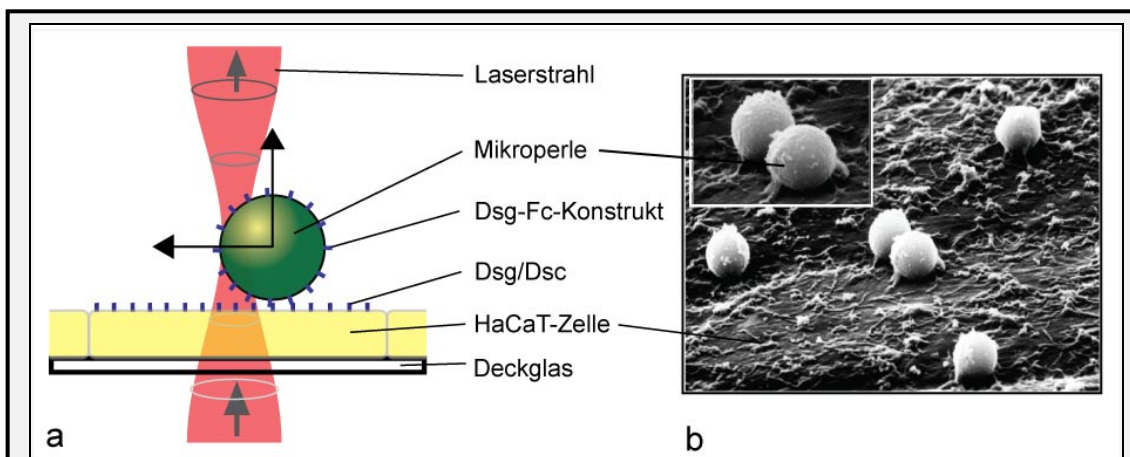 Laserstrahl
Mikroperle
Dsg-Fc-Konstrukt
Dsg/Dsc
HaCaT-Zelle
Deckglas
a
b